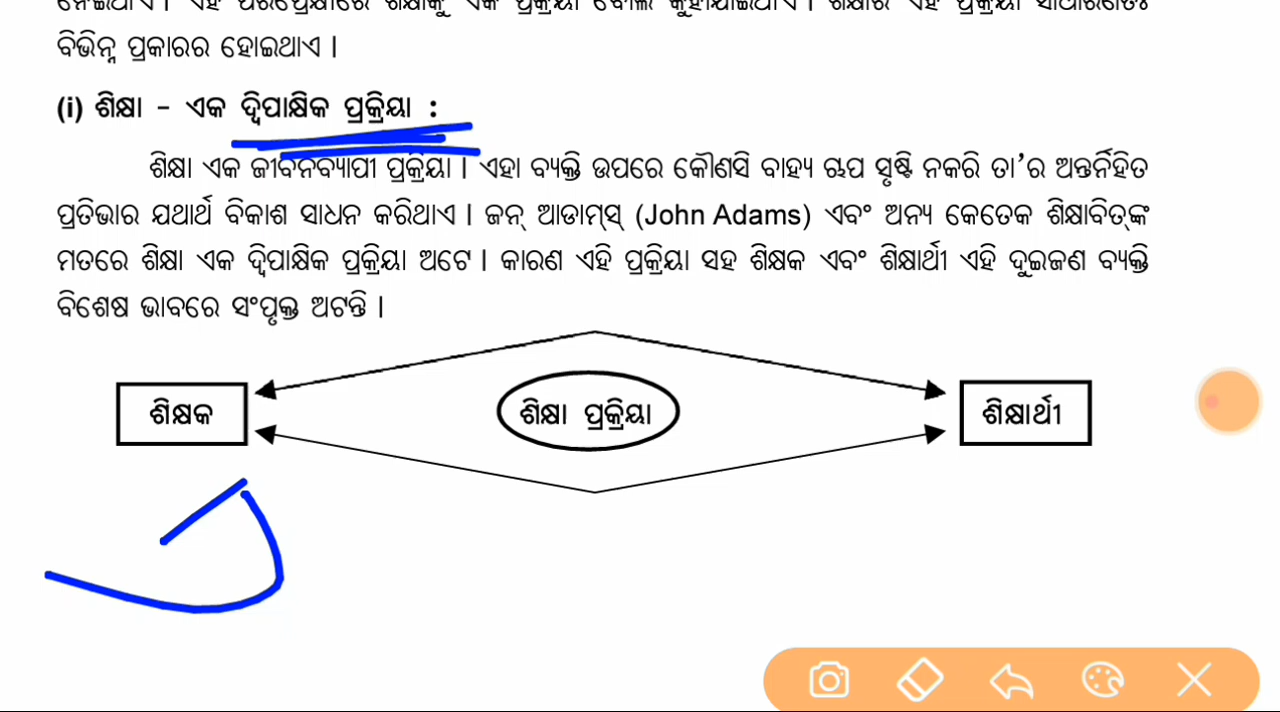 ବିଭିନ୍ନ ପ୍ରକାରର ହୋଇଥାଏ ।
(i) ଶିକ୍ଷା - ଏକ ଦ୍ୱିପାକ୍ଷିକ ପ୍ରକ୍ରିୟା :
ଶିକ୍ଷା ଏକ ଜୀବନବ୍ୟାପୀ ପ୍ରକ୍ରିୟା । ଏହା ବ୍ୟକ୍ତି ଉପରେ କୌଣସି ବାହ୍ୟ ଋପ ସୃଷ୍ଟି ନକରି ତା’ର ଅନ୍ତର୍ନିହିତ
ପ୍ରତିଭାର ଯଥାର୍ଥ ବିକାଶ ସାଧନ କରିଥାଏ । ଜନ୍ ଆଡାମ୍‌ସ୍ (John Adams) ଏବଂ ଅନ୍ୟ କେତେକ ଶିକ୍ଷାବିତ୍‌ଙ୍କ
ମତରେ ଶିକ୍ଷା ଏକ ଦ୍ୱିପାକ୍ଷିକ ପ୍ରକ୍ରିୟା ଅଟେ । କାରଣ ଏହି ପ୍ରକ୍ରିୟା ସହ ଶିକ୍ଷକ ଏବଂ ଶିକ୍ଷାର୍ଥୀ ଏହି ଦୁଇଜଣ ବ୍ୟକ୍ତି
ବିଶେଷ ଭାବରେ ସଂପୃକ୍ତ ଅଟନ୍ତି ।
ଶିକ୍ଷକ
ଶିକ୍ଷା ପ୍ରକ୍ରିୟା
ଶିକ୍ଷାର୍ଥୀ